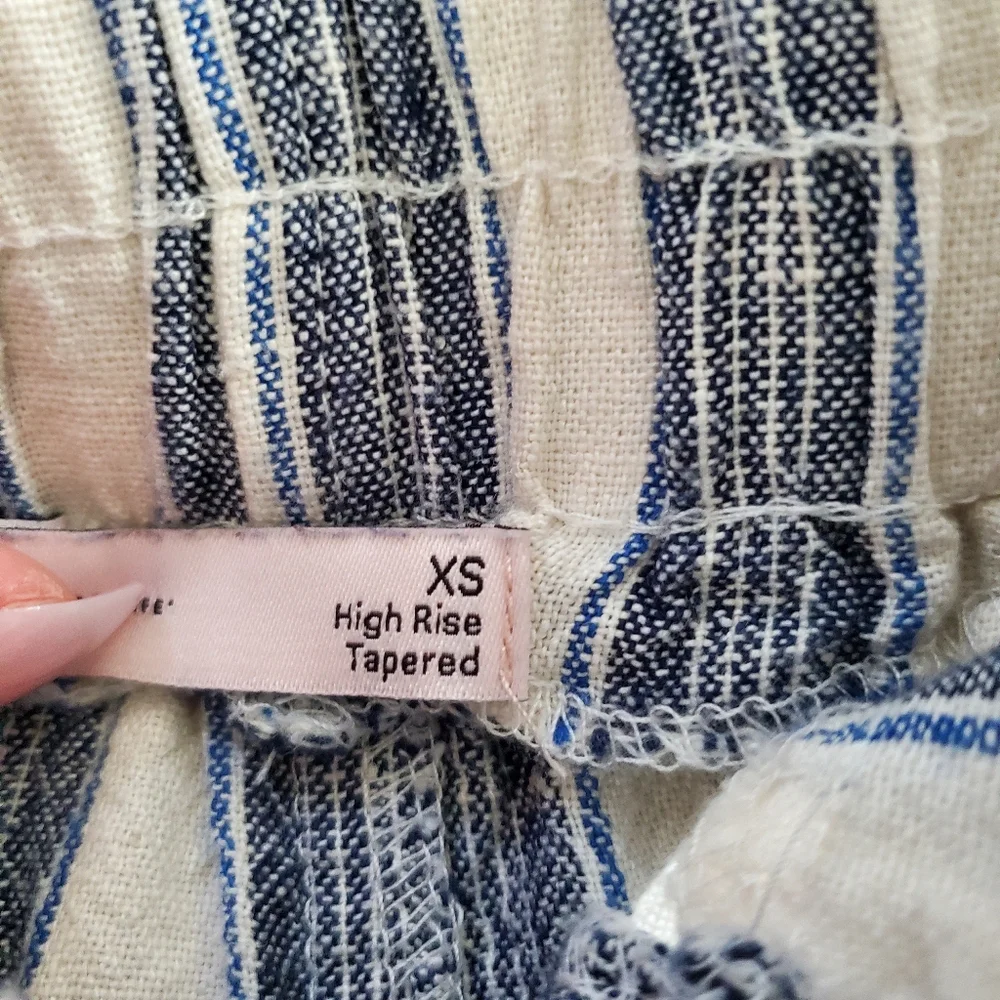 XS
High Rise
Tapered